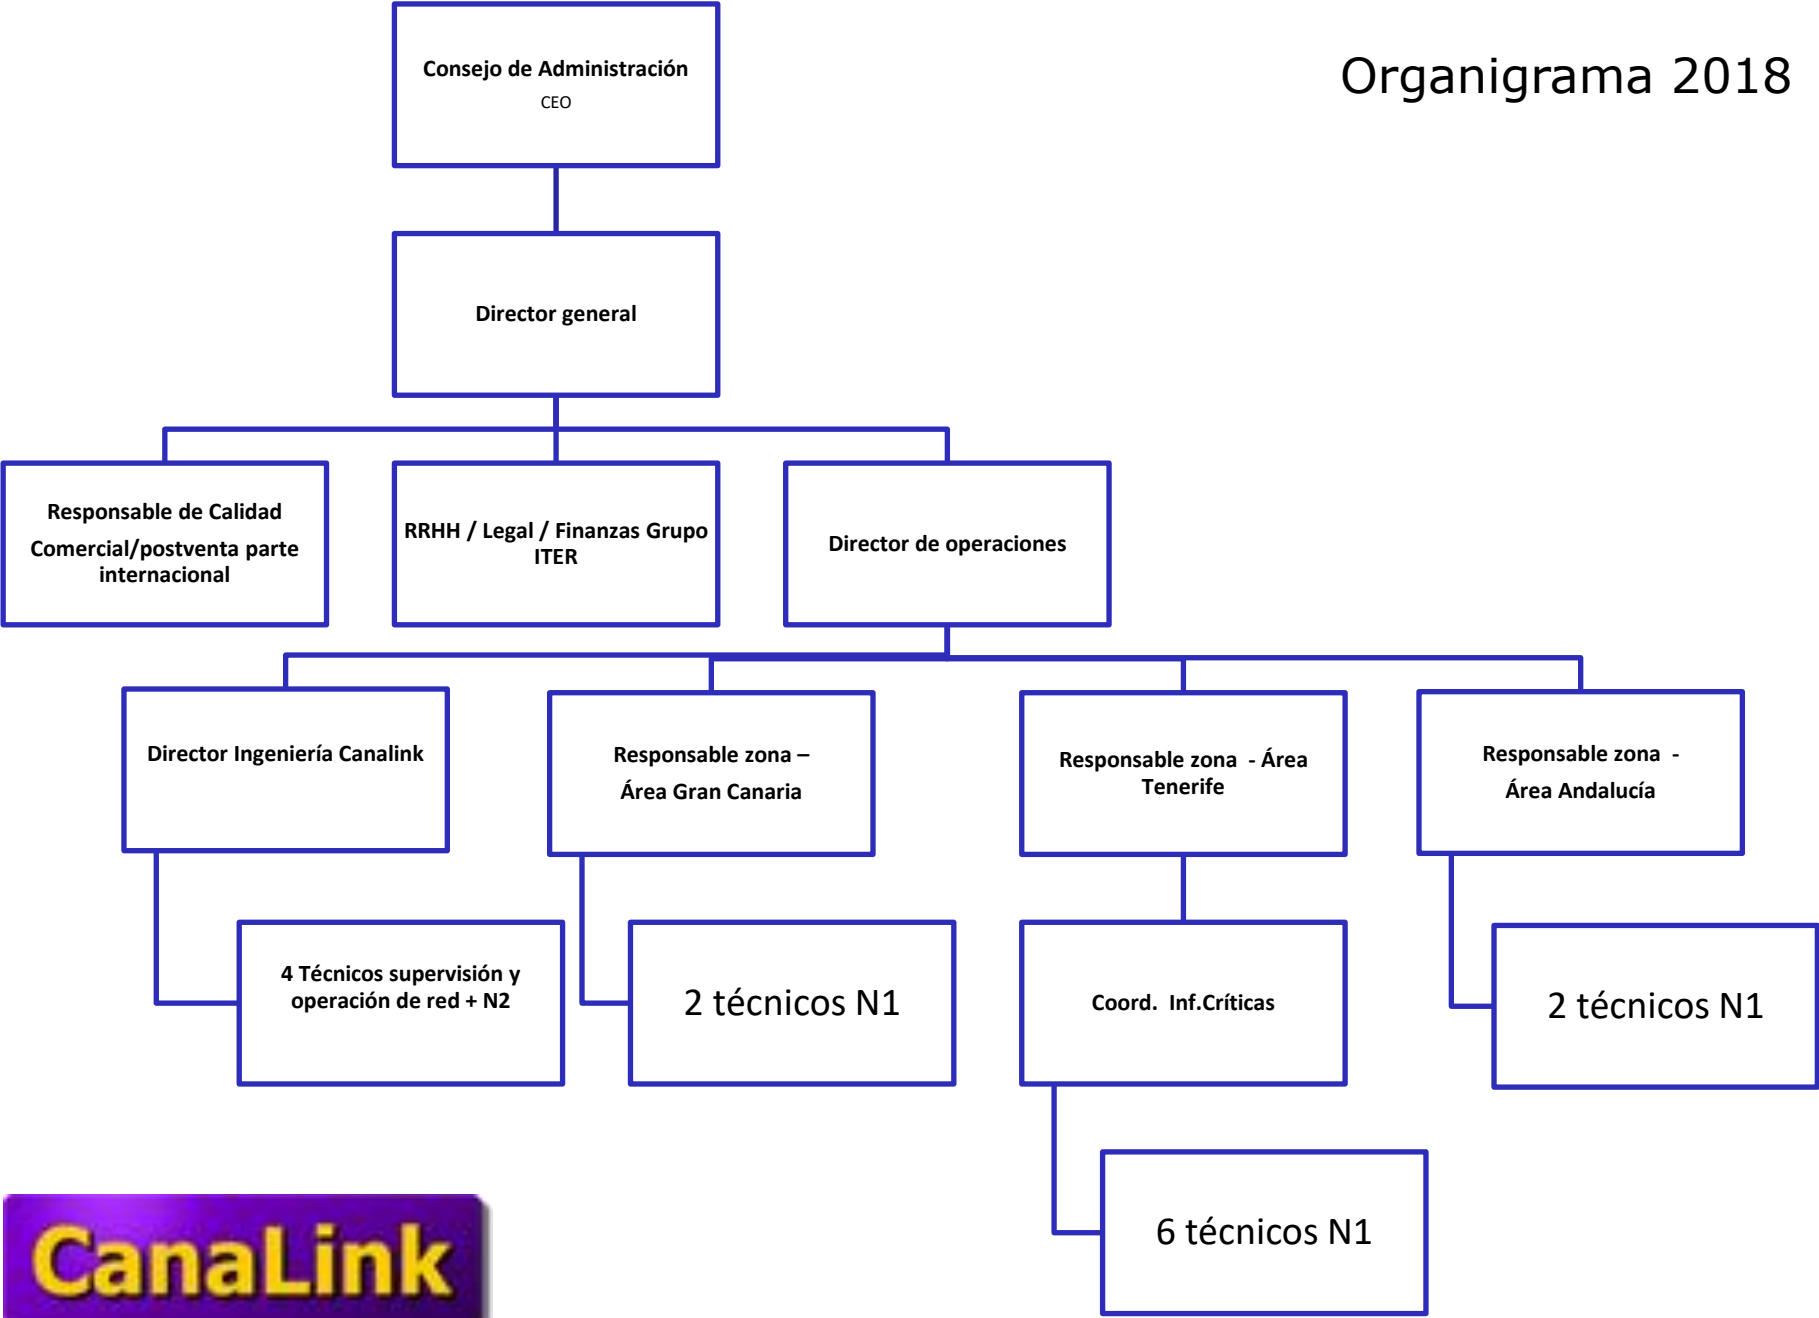 Organigrama 2018
Consejo de Administración
CEO
Director general
Responsable de Calidad
Comercial/postventa parte
internacional
RRHH / Legal / Finanzas Grupo
ITER
Director de operaciones
Director Ingeniería Canalink
Responsable zona –
Área Gran Canaria
Responsable zona  - Área
Tenerife
Responsable zona  -
Área Andalucía
4 Técnicos supervisión y
operación de red + N2
2 técnicos N1
Coord.  Inf.Críticas
2 técnicos N1
6 técnicos N1
CanaLink